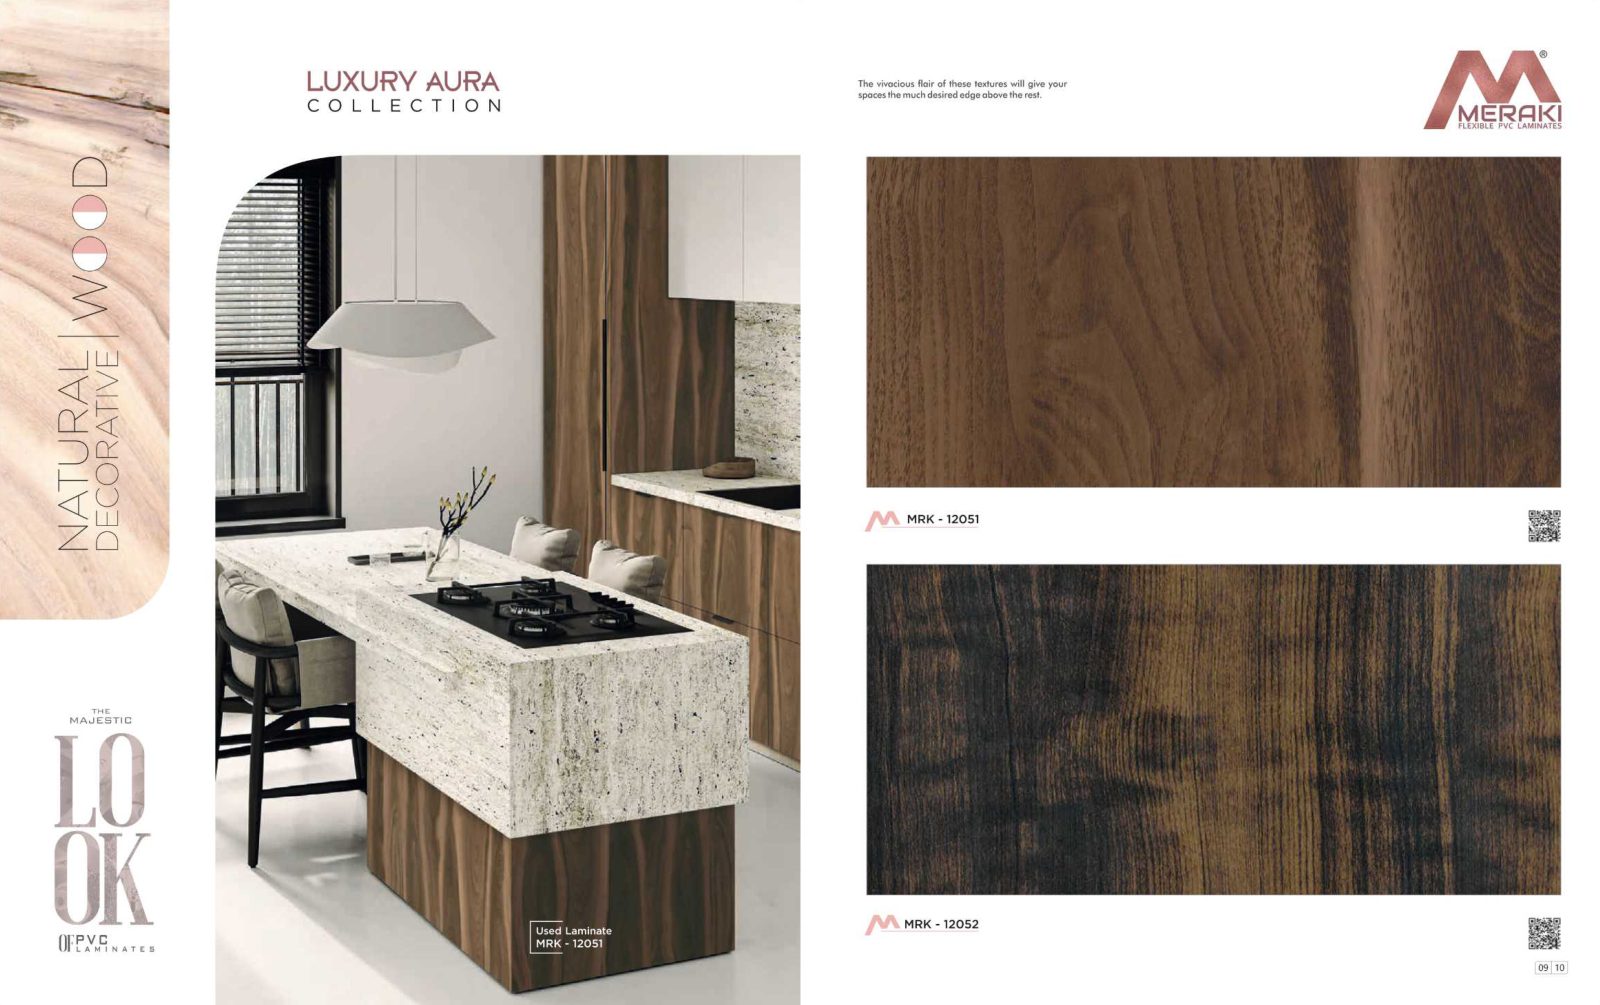 NATURAL
DECORATIVE
WOOD
THE
MAJESTIC
LO
OK
OF PVC
LAMINATES
LUXURY AURA
COLLECTION
Used Laminate
MRK - 12051
The vivacious flair of these textures will give your
spaces the much desired edge above the rest.
®
MERAKI
FLEXIBLE PVC LAMINATES
MRK - 12051
MRK - 12052
09 10